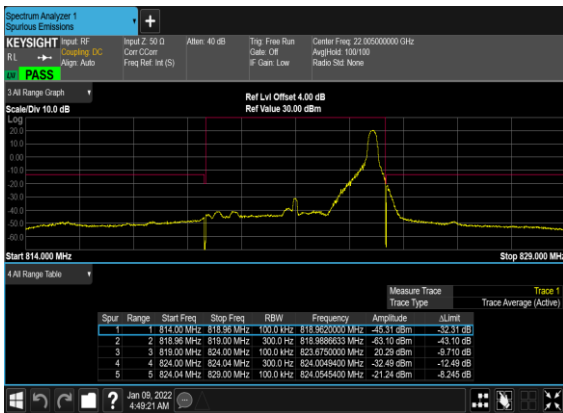 Spectrum Analyzer 1
Spurious Emissions
KEYSIGHT Input: RF Input Z: 50 Ω Atten: 40 dB Trig: Free Run Center Freq: 22.005000000 GHz
RL Coupling: DC Corr CCorr Gate: Off Avg|Hold: 100/100
Align: Auto Freq Ref: Int (S) IF Gain: Low Radio Std: None
PASS
3 All Range Graph
Ref Lvl Offset 4.00 dB
Scale/Div 10.0 dB Ref Value 30.00 dBm
Log
20.0
10.0
0.00
-10.0
-20.0
-30.0
-40.0
-50.0
-60.0
Start 814.000 MHz Stop 829.000 MHz
4 All Range Table
Measure Trace Trace 1
Trace Type Trace Average (Active)
Spur Range Start Freq Stop Freq RBW Frequency Amplitude ΔLimit
1 1 814.00 MHz 818.96 MHz 100.0 kHz 818.9620000 MHz -45.31 dBm -32.31 dB
2 2 818.96 MHz 819.00 MHz 300.0 Hz 818.9886633 MHz -63.10 dBm -43.10 dB
3 3 819.00 MHz 824.00 MHz 100.0 kHz 823.6750000 MHz 20.29 dBm -9.710 dB
4 4 824.00 MHz 824.04 MHz 300.0 Hz 824.0049400 MHz -32.49 dBm -12.49 dB
5 5 824.04 MHz 829.00 MHz 100.0 kHz 824.0545400 MHz -21.24 dBm -8.245 dB
Jan 09, 2022
4:49:21 AM